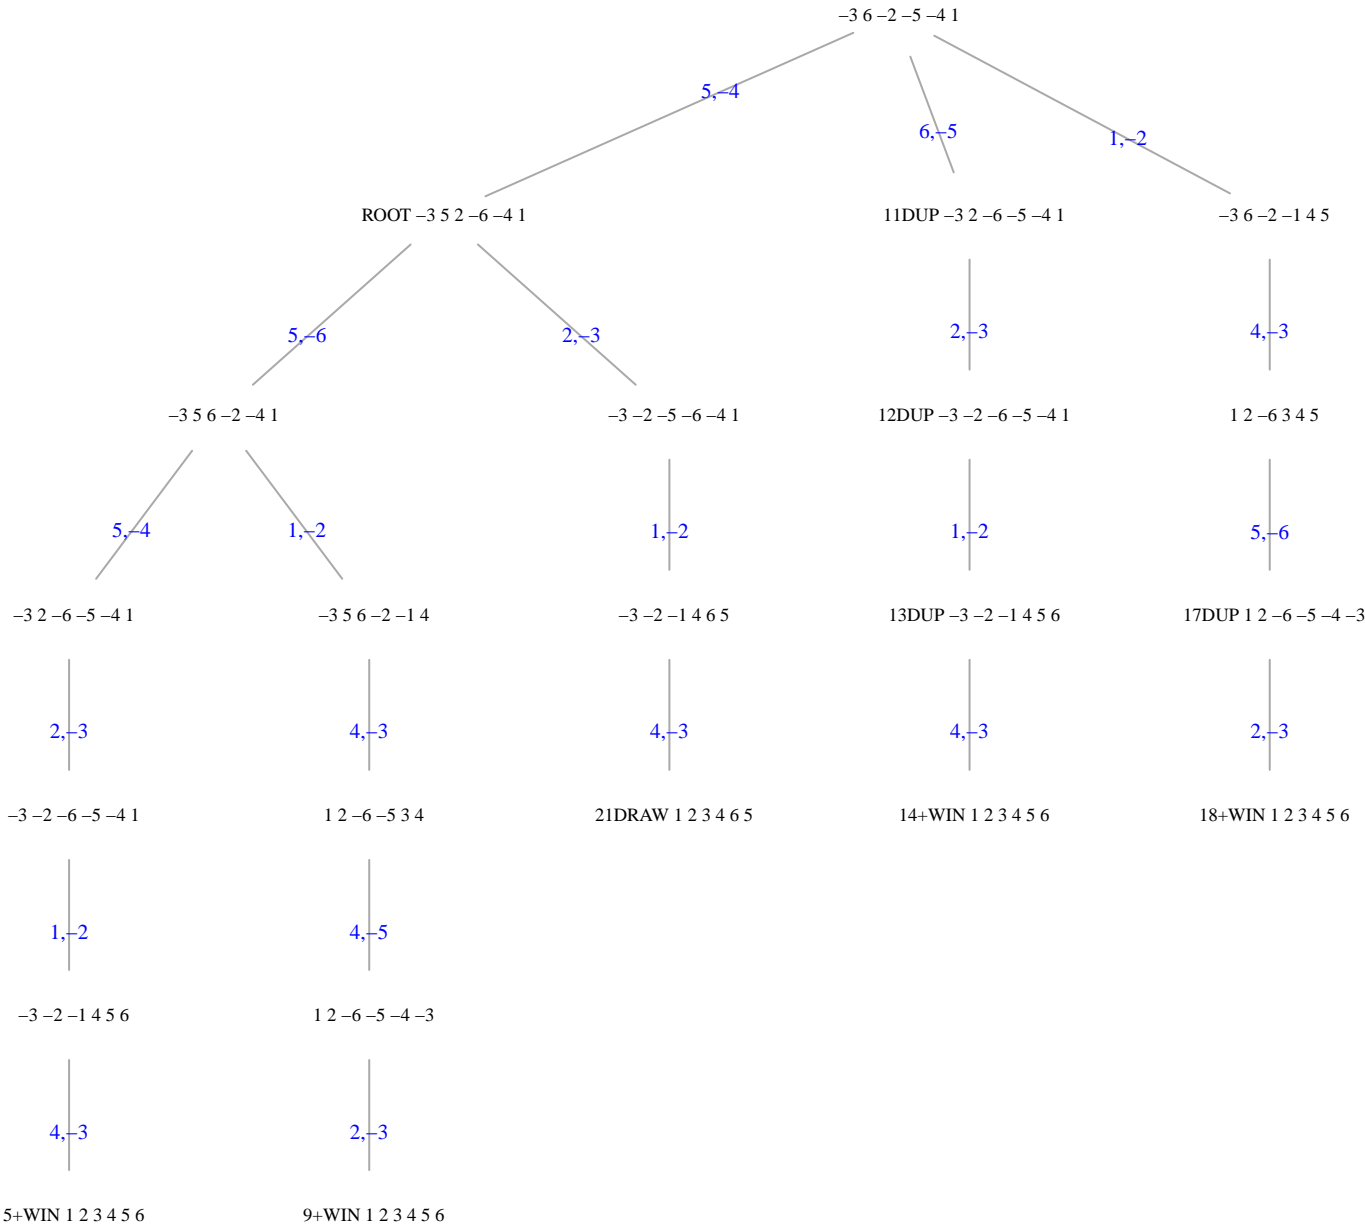 –3 6 –2 –5 –4 1
5,–4
6,–5
1,–2
ROOT –3 5 2 –6 –4 1
11DUP –3 2 –6 –5 –4 1
–3 6 –2 –1 4 5
5,–6
2,–3
2,–3
4,–3
–3 5 6 –2 –4 1
–3 –2 –5 –6 –4 1
12DUP –3 –2 –6 –5 –4 1
1 2 –6 3 4 5
5,–4
1,–2
1,–2
1,–2
5,–6
–3 2 –6 –5 –4 1
–3 5 6 –2 –1 4
–3 –2 –1 4 6 5
13DUP –3 –2 –1 4 5 6
17DUP 1 2 –6 –5 –4 –3
2,–3
4,–3
4,–3
4,–3
2,–3
–3 –2 –6 –5 –4 1
1 2 –6 –5 3 4
21DRAW 1 2 3 4 6 5
14+WIN 1 2 3 4 5 6
18+WIN 1 2 3 4 5 6
1,–2
4,–5
–3 –2 –1 4 5 6
1 2 –6 –5 –4 –3
4,–3
2,–3
5+WIN 1 2 3 4 5 6
9+WIN 1 2 3 4 5 6